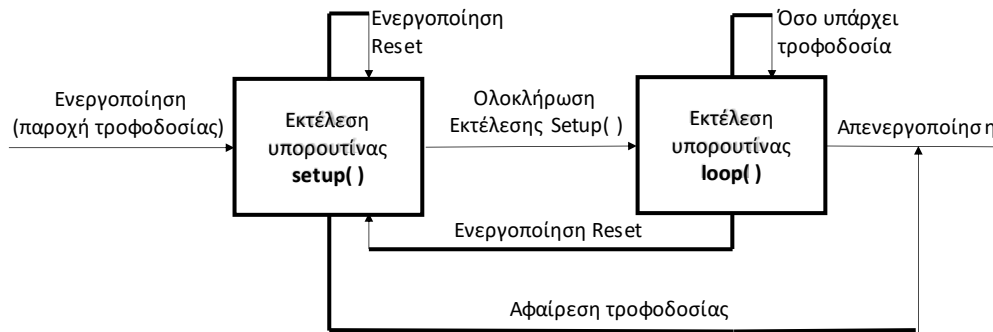 Ενεργοποίηση
Reset
Όσο υπάρχει
τροφοδοσία
Ενεργοποίηση
(παροχή τροφοδοσίας)
Εκτέλεση
υπορουτίνας
setup( )
Ολοκλήρωση
Εκτέλεσης Setup( )
Εκτέλεση
υπορουτίνας
loop( )
Απενεργοποίηση
Ενεργοποίηση Reset
Αφαίρεση τροφοδοσίας